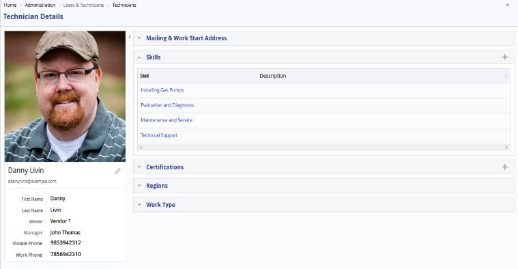 Home Administration Users & Technicians Technicians
Technician Details
Mailing & Work Start Address
Skills
Skill Description
Installing Gas Pumps
Evaluation and Diagnoses
Maintenance and Service
Technical Support
Certifications
Regions
Work Type
Danny Livin
dannylivin@example.com
First Name Danny
Last Name Livin
Vendor Vendor 1
Manager John Thomas
Mobile Phone 9853942312
Work Phone 7856942310